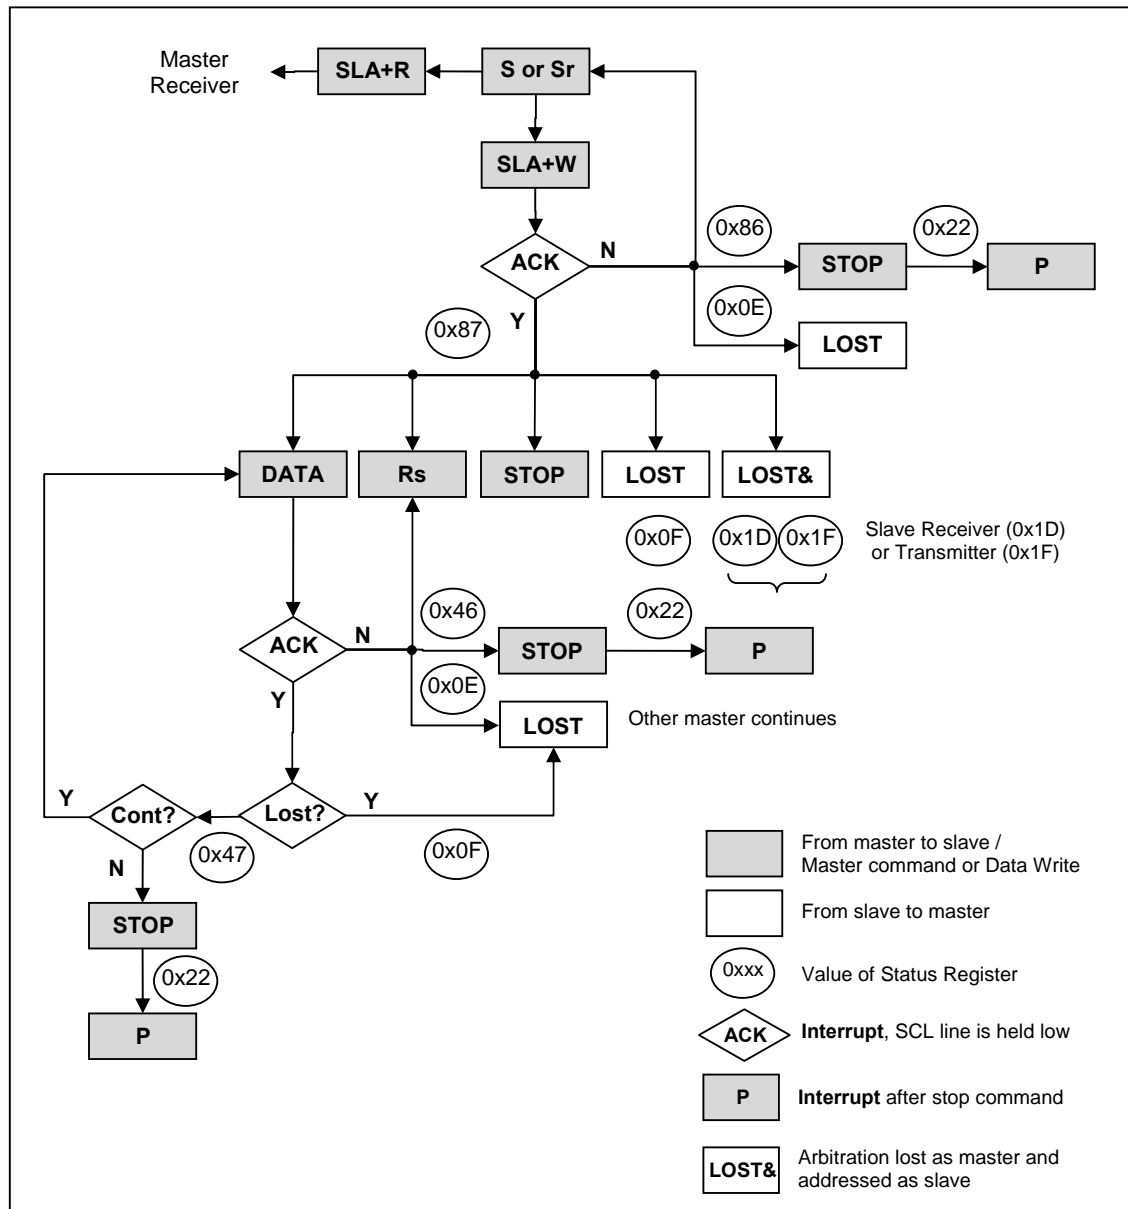 Master
Receiver
SLA+R
S or Sr
SLA+W
ACK
N
0x86
0x22
STOP
P
Y
0x0E
0x87
LOST
DATA
Rs
STOP
LOST
LOST&
0x0F
0x1D
0x1F
Slave Receiver (0x1D)
or Transmitter (0x1F)
ACK
N
0x46
0x22
STOP
P
Y
0x0E
LOST
Other master continues
Y
Cont?
Lost?
Y
0x47
0x0F
N
STOP
0x22
P
From master to slave /
Master command or Data Write
From slave to master
0xxx
Value of Status Register
ACK
Interrupt, SCL line is held low
P
Interrupt after stop command
LOST&
Arbitration lost as master and
addressed as slave